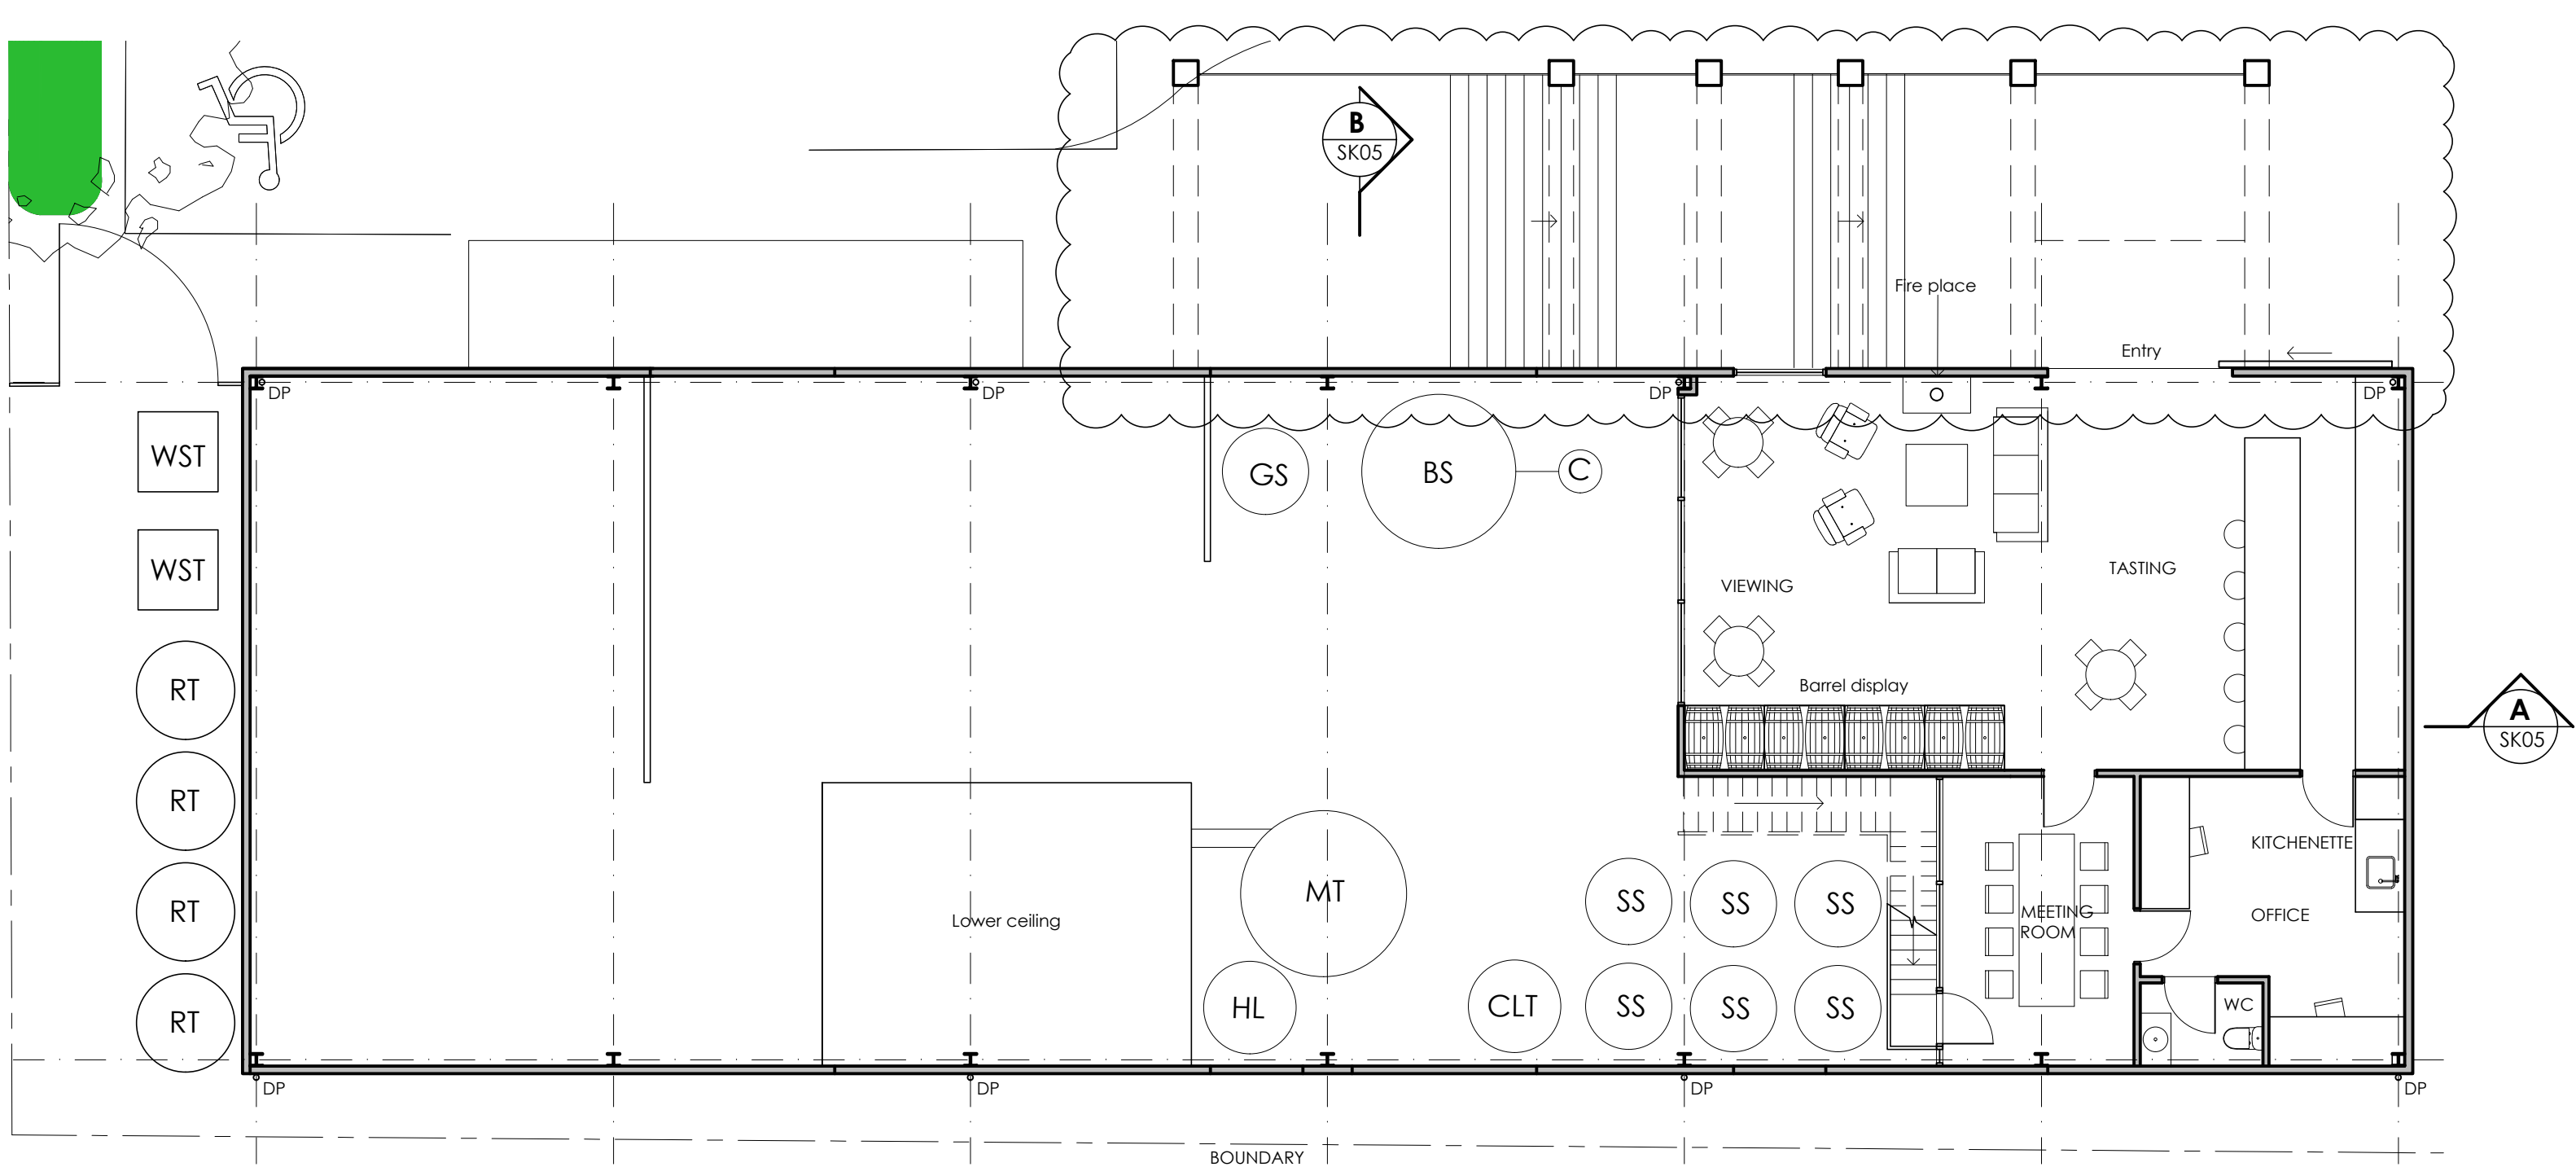 B
SK05
Fire place
Entry
DP
DP
DP
DP
WST
GS
BS
C
WST
TASTING
VIEWING
RT
Barrel display
A
SK05
RT
KITCHENETTE
MT
SS
SS
SS
RT
Lower ceiling
MEETING
ROOM
OFFICE
HL
CLT
SS
SS
SS
WC
RT
DP
DP
DP
DP
BOUNDARY